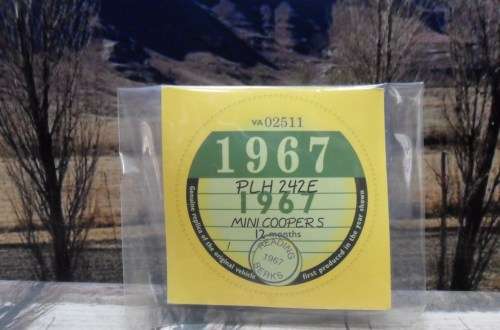 VA 02511
1967
PLH 242E
1967
MINI COOPER S
12 months
1
READING
1967
BERKS
Genuine replica of the original vehicle
first produced in the year shown